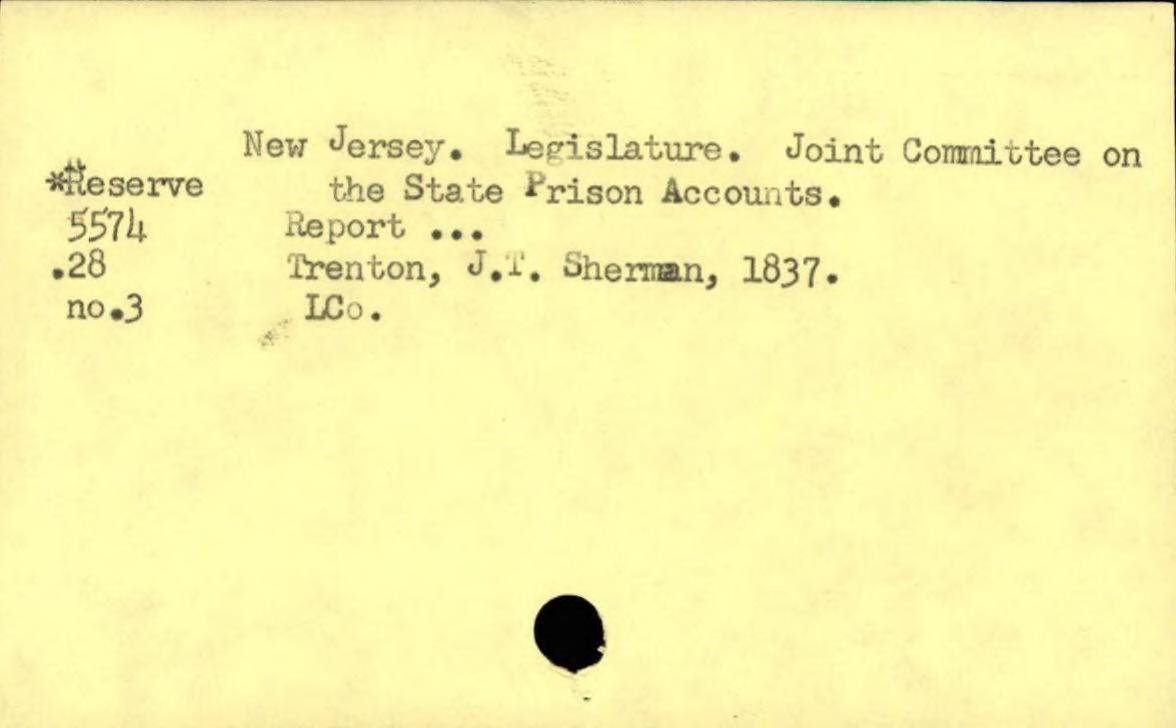 New Jersey. Legislature. Joint Committee on
*Reserve the State Prison Accounts.
5574 Report ...
.28 Trenton, J.T. Sherman, 1837.
no.3 LCo.